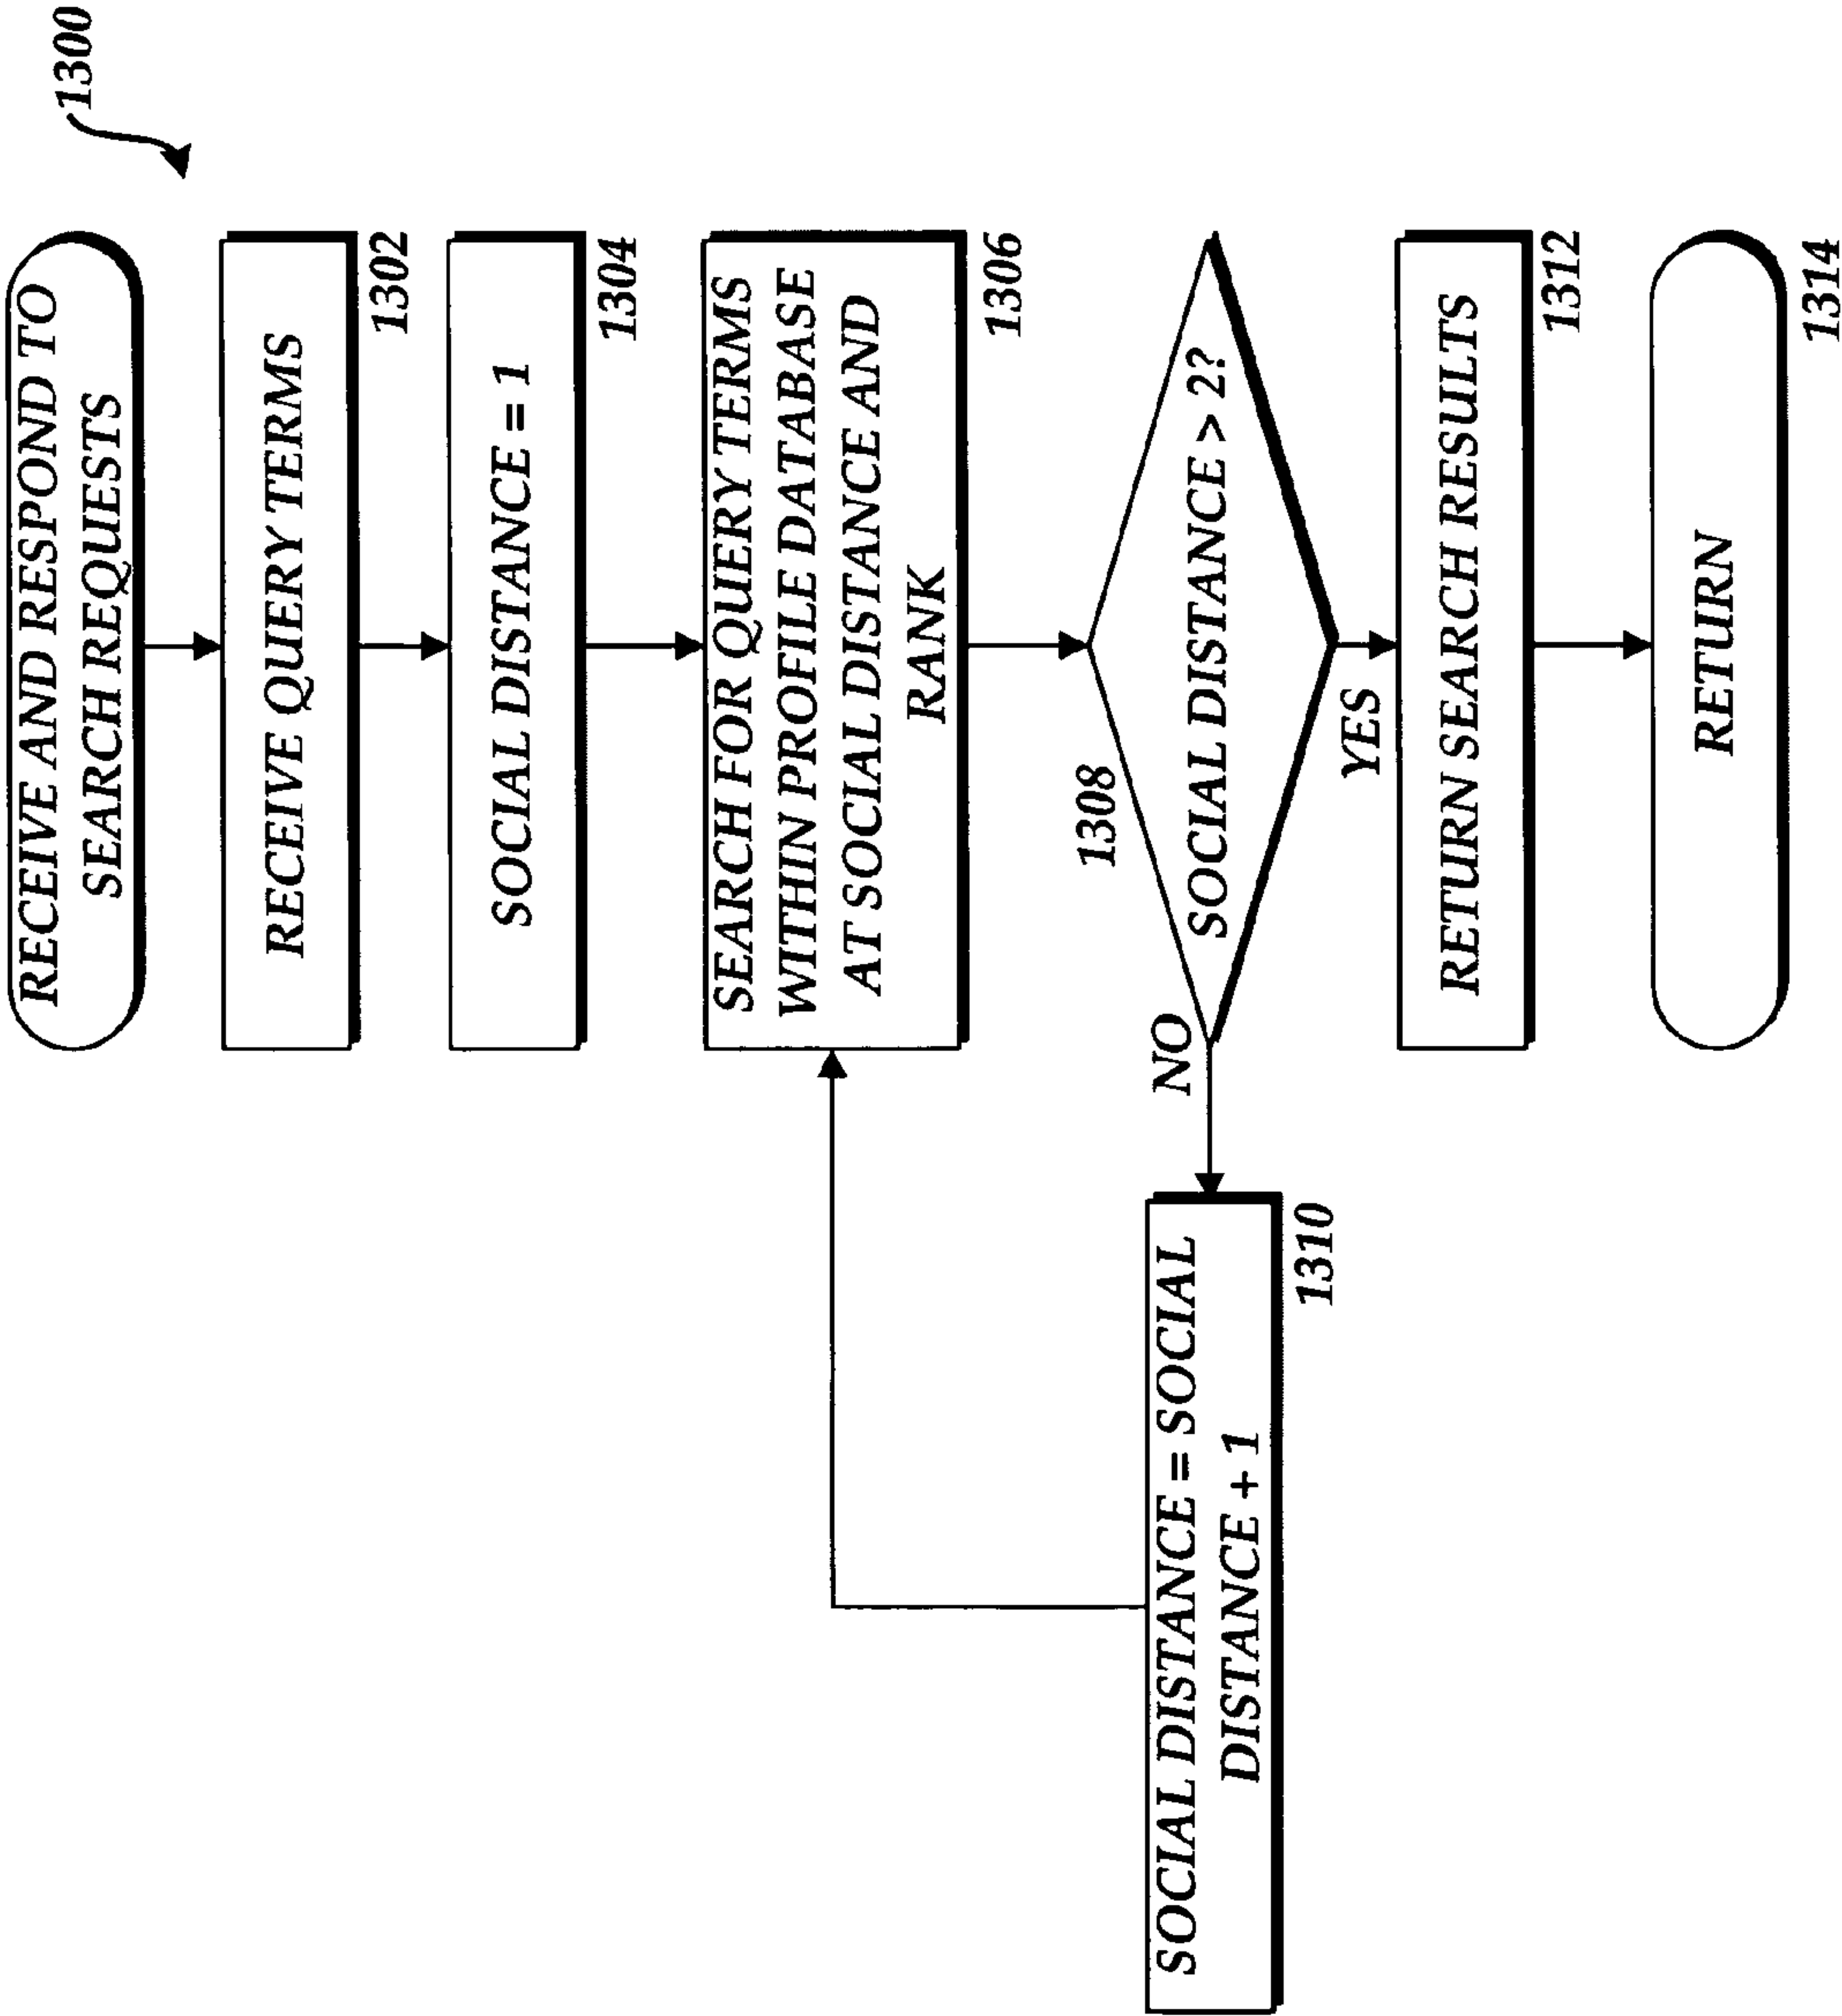 1300
RECEIVE AND RESPOND TO
SEARCH REQUESTS
RECEIVE QUERY TERMS
1302
SOCIAL DISTANCE = 1
1304
SEARCH FOR QUERY TERMS
WITHIN PROFILE DATABASE
AT SOCIAL DISTANCE AND
RANK
1306
1308
SOCIAL DISTANCE > 2?
NO
YES
SOCIAL DISTANCE = SOCIAL
DISTANCE + 1
1310
RETURN SEARCH RESULTS
1312
RETURN
1314